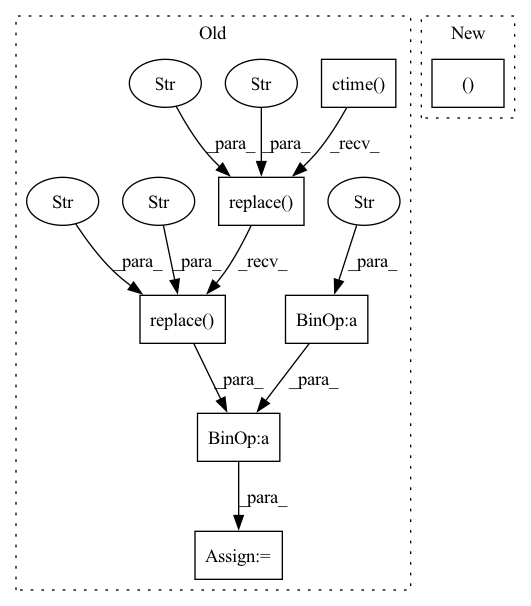 Old
New
Str
Str
ctime()
()
_para_
_para_
_recv_
Str
Str
replace()
Str
_para_
_para_
_recv_
_para_
replace()
BinOp:a
_para_
_para_
BinOp:a
_para_
Assign:=